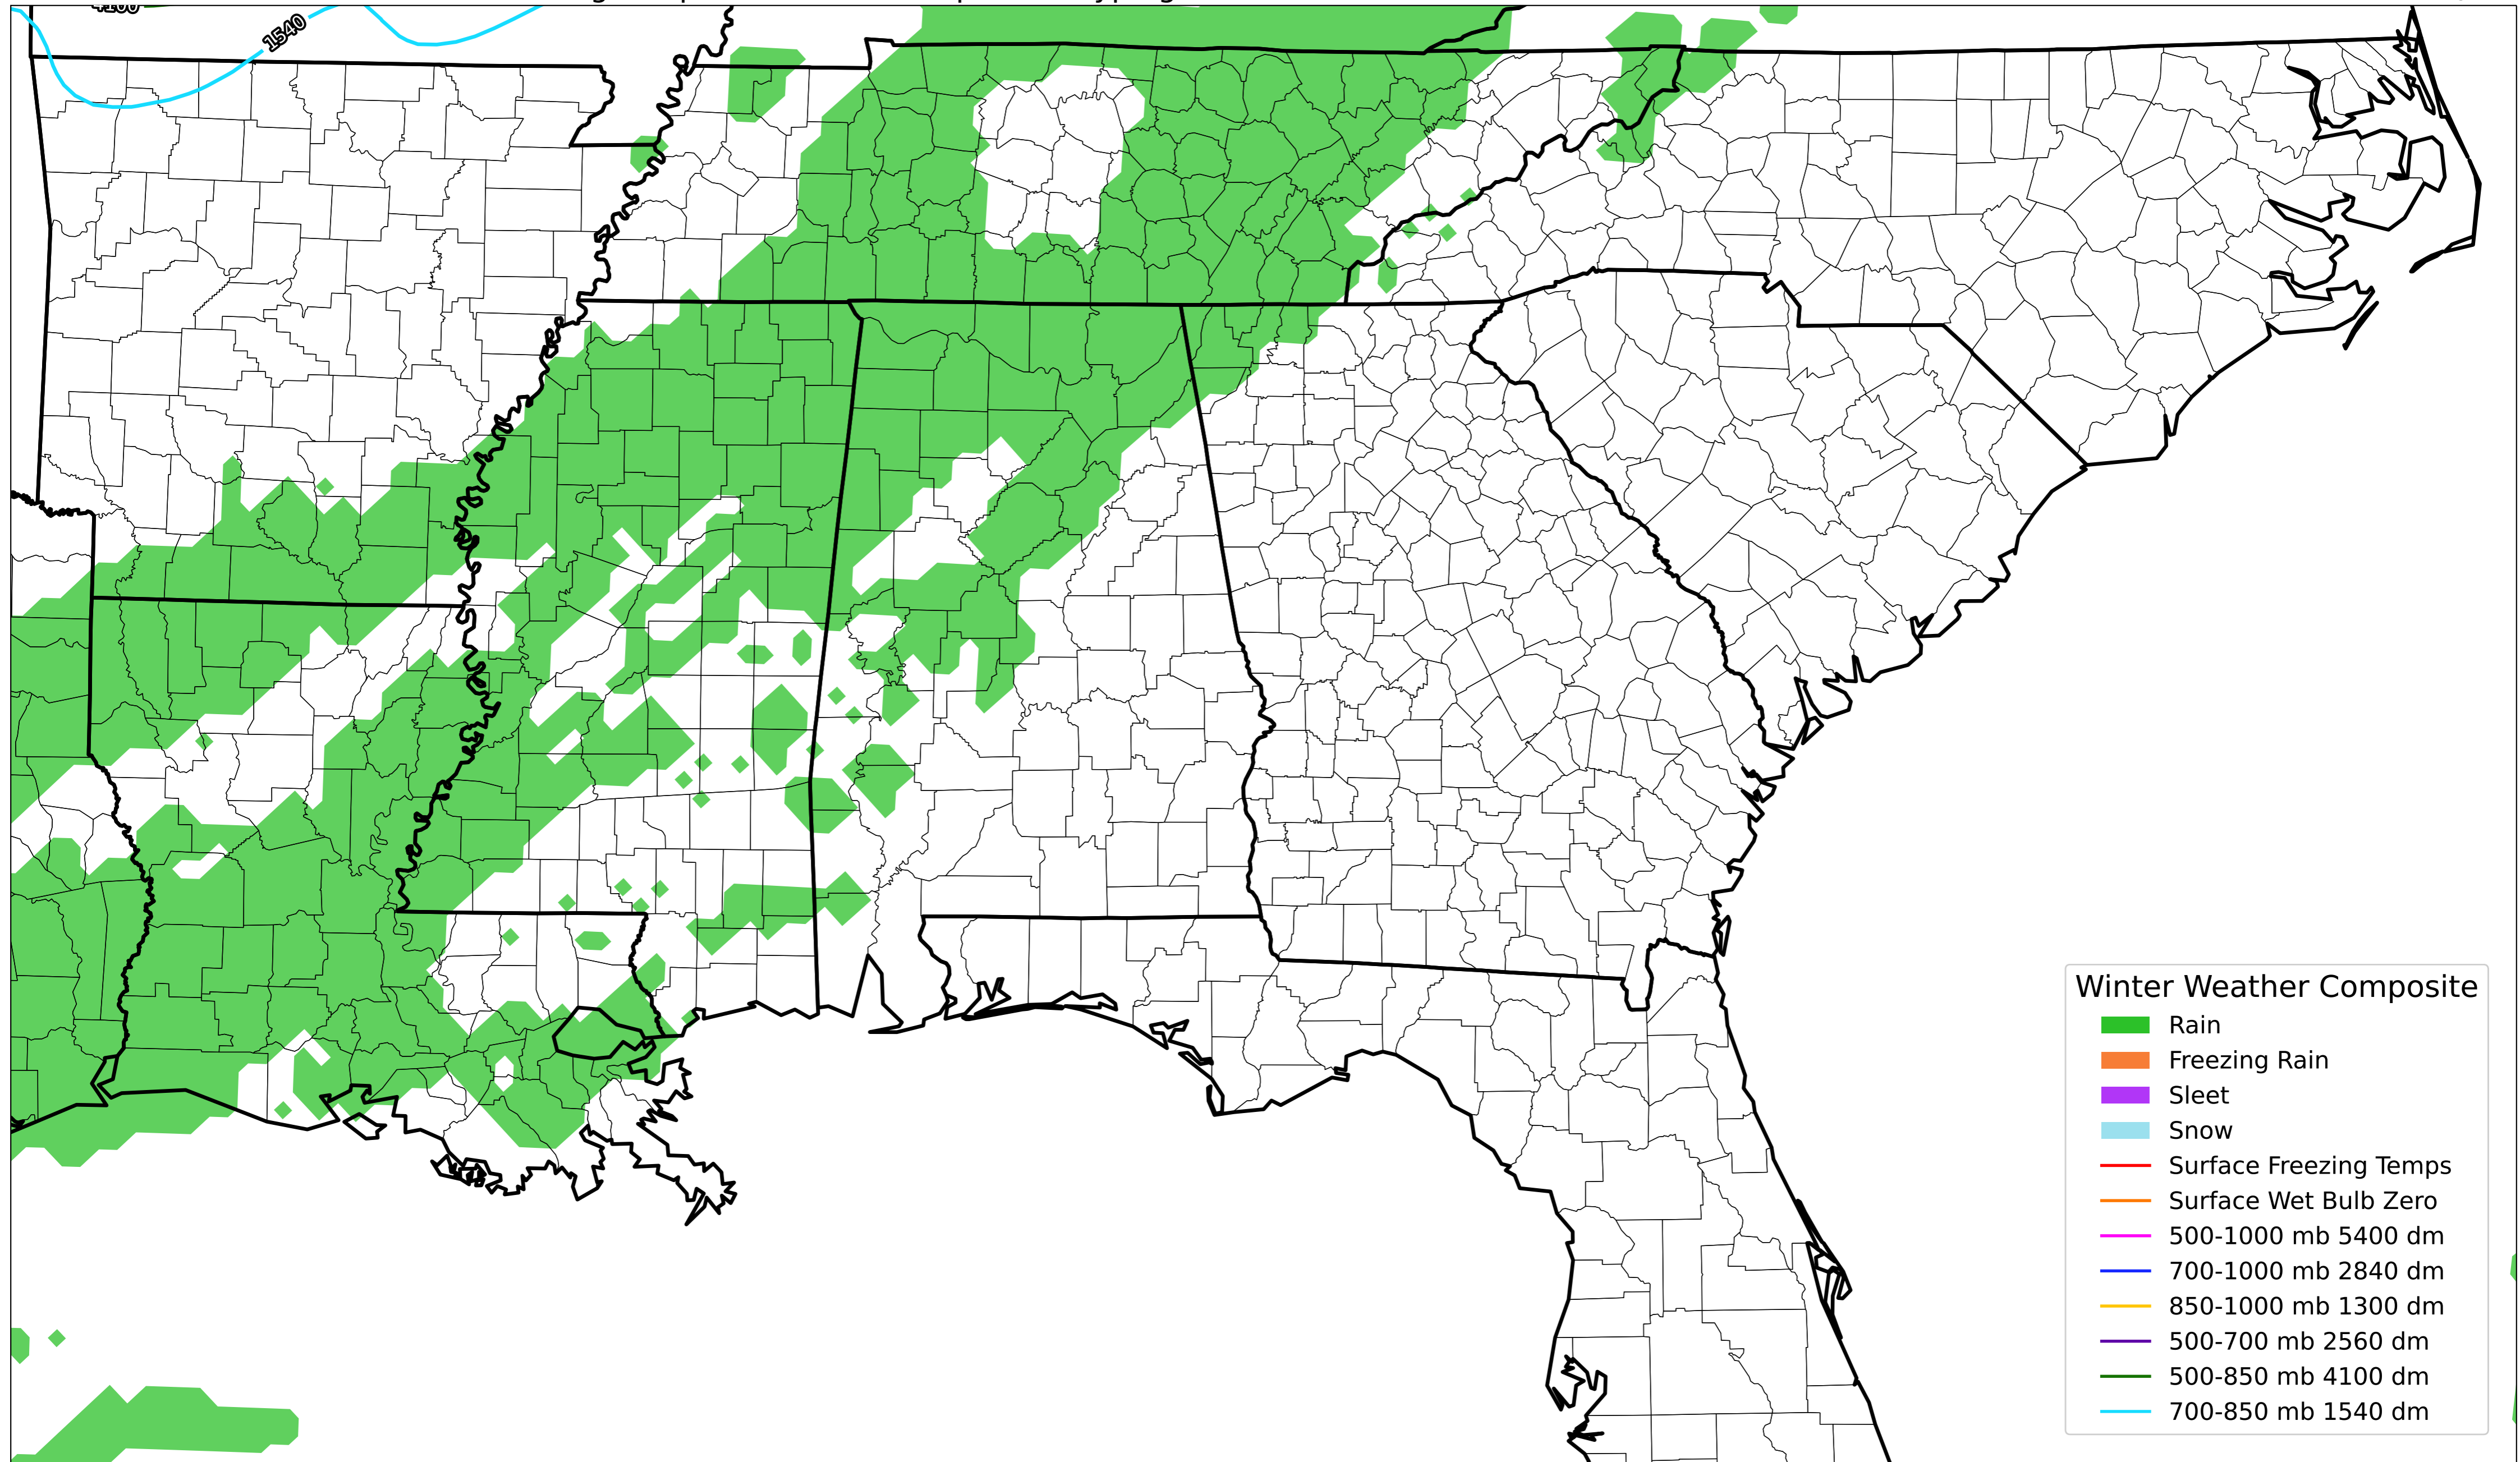 4100
1540
Winter Weather Composite
Rain
Freezing Rain
Sleet
Snow
Surface Freezing Temps
Surface Wet Bulb Zero
500-1000 mb 5400 dm
700-1000 mb 2840 dm
850-1000 mb 1300 dm
500-700 mb 2560 dm
500-850 mb 4100 dm
700-850 mb 1540 dm